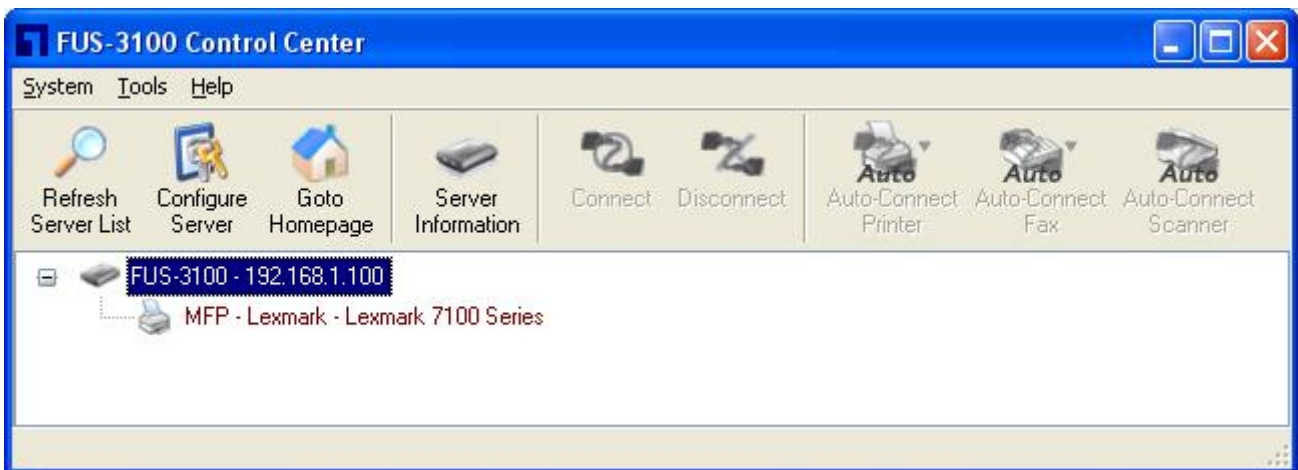 FUS-3100 Control Center
System Tools Help
Refresh Server List
Configure Server
Goto Homepage
Server Information
Connect
Disconnect
Auto
Auto-Connect Printer
Auto
Auto-Connect Fax
Auto
Auto-Connect Scanner
FUS-3100 - 192.168.1.100
MFP - Lexmark - Lexmark 7100 Series